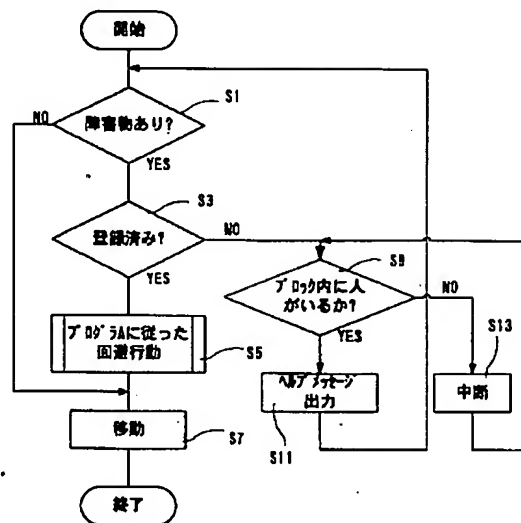 開始
S1
NO
障害物あり?
YES
S3
登録済み?
NO
YES
S9
ブロック内に人
がいるか?
NO
YES
S13
プログラムに従った
回避行動
S5
ヘルプメッセージ
出力
中断
移動
S7
S11
終了